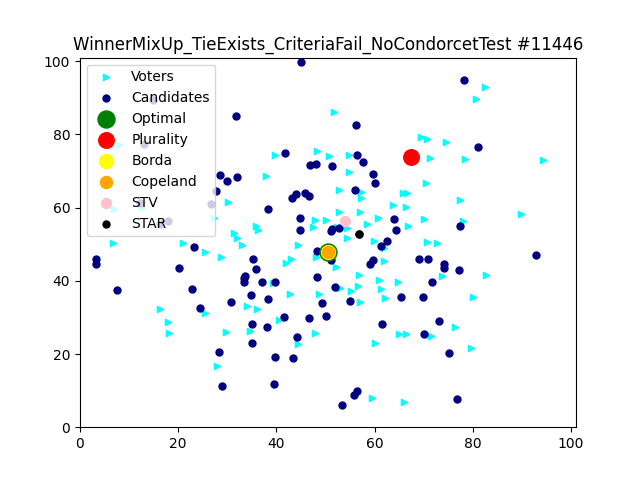 WinnerMixUp_TieExists_CriteriaFail_NoCondorcetTest #11446
100
80
60
40
20
0
Voters
Candidates
Optimal
Plurality
Borda
Copeland
STV
STAR
0 20 40 60 80 100